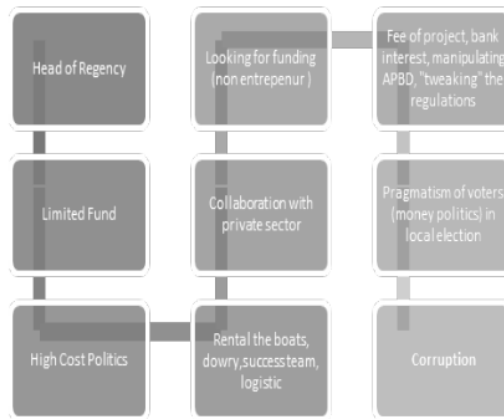 Head of Regency
Limited Fund
High Cost Politics
Rental the boats,
dowry,success team,
logistic
Collaboration with
private sector
Looking for funding
(non entrepenur )
Fee of project, bank
interest, manipulating
APBD, "tweaking" the
regulations
Pragmatism of voters
(money politics) in
local election
Corruption